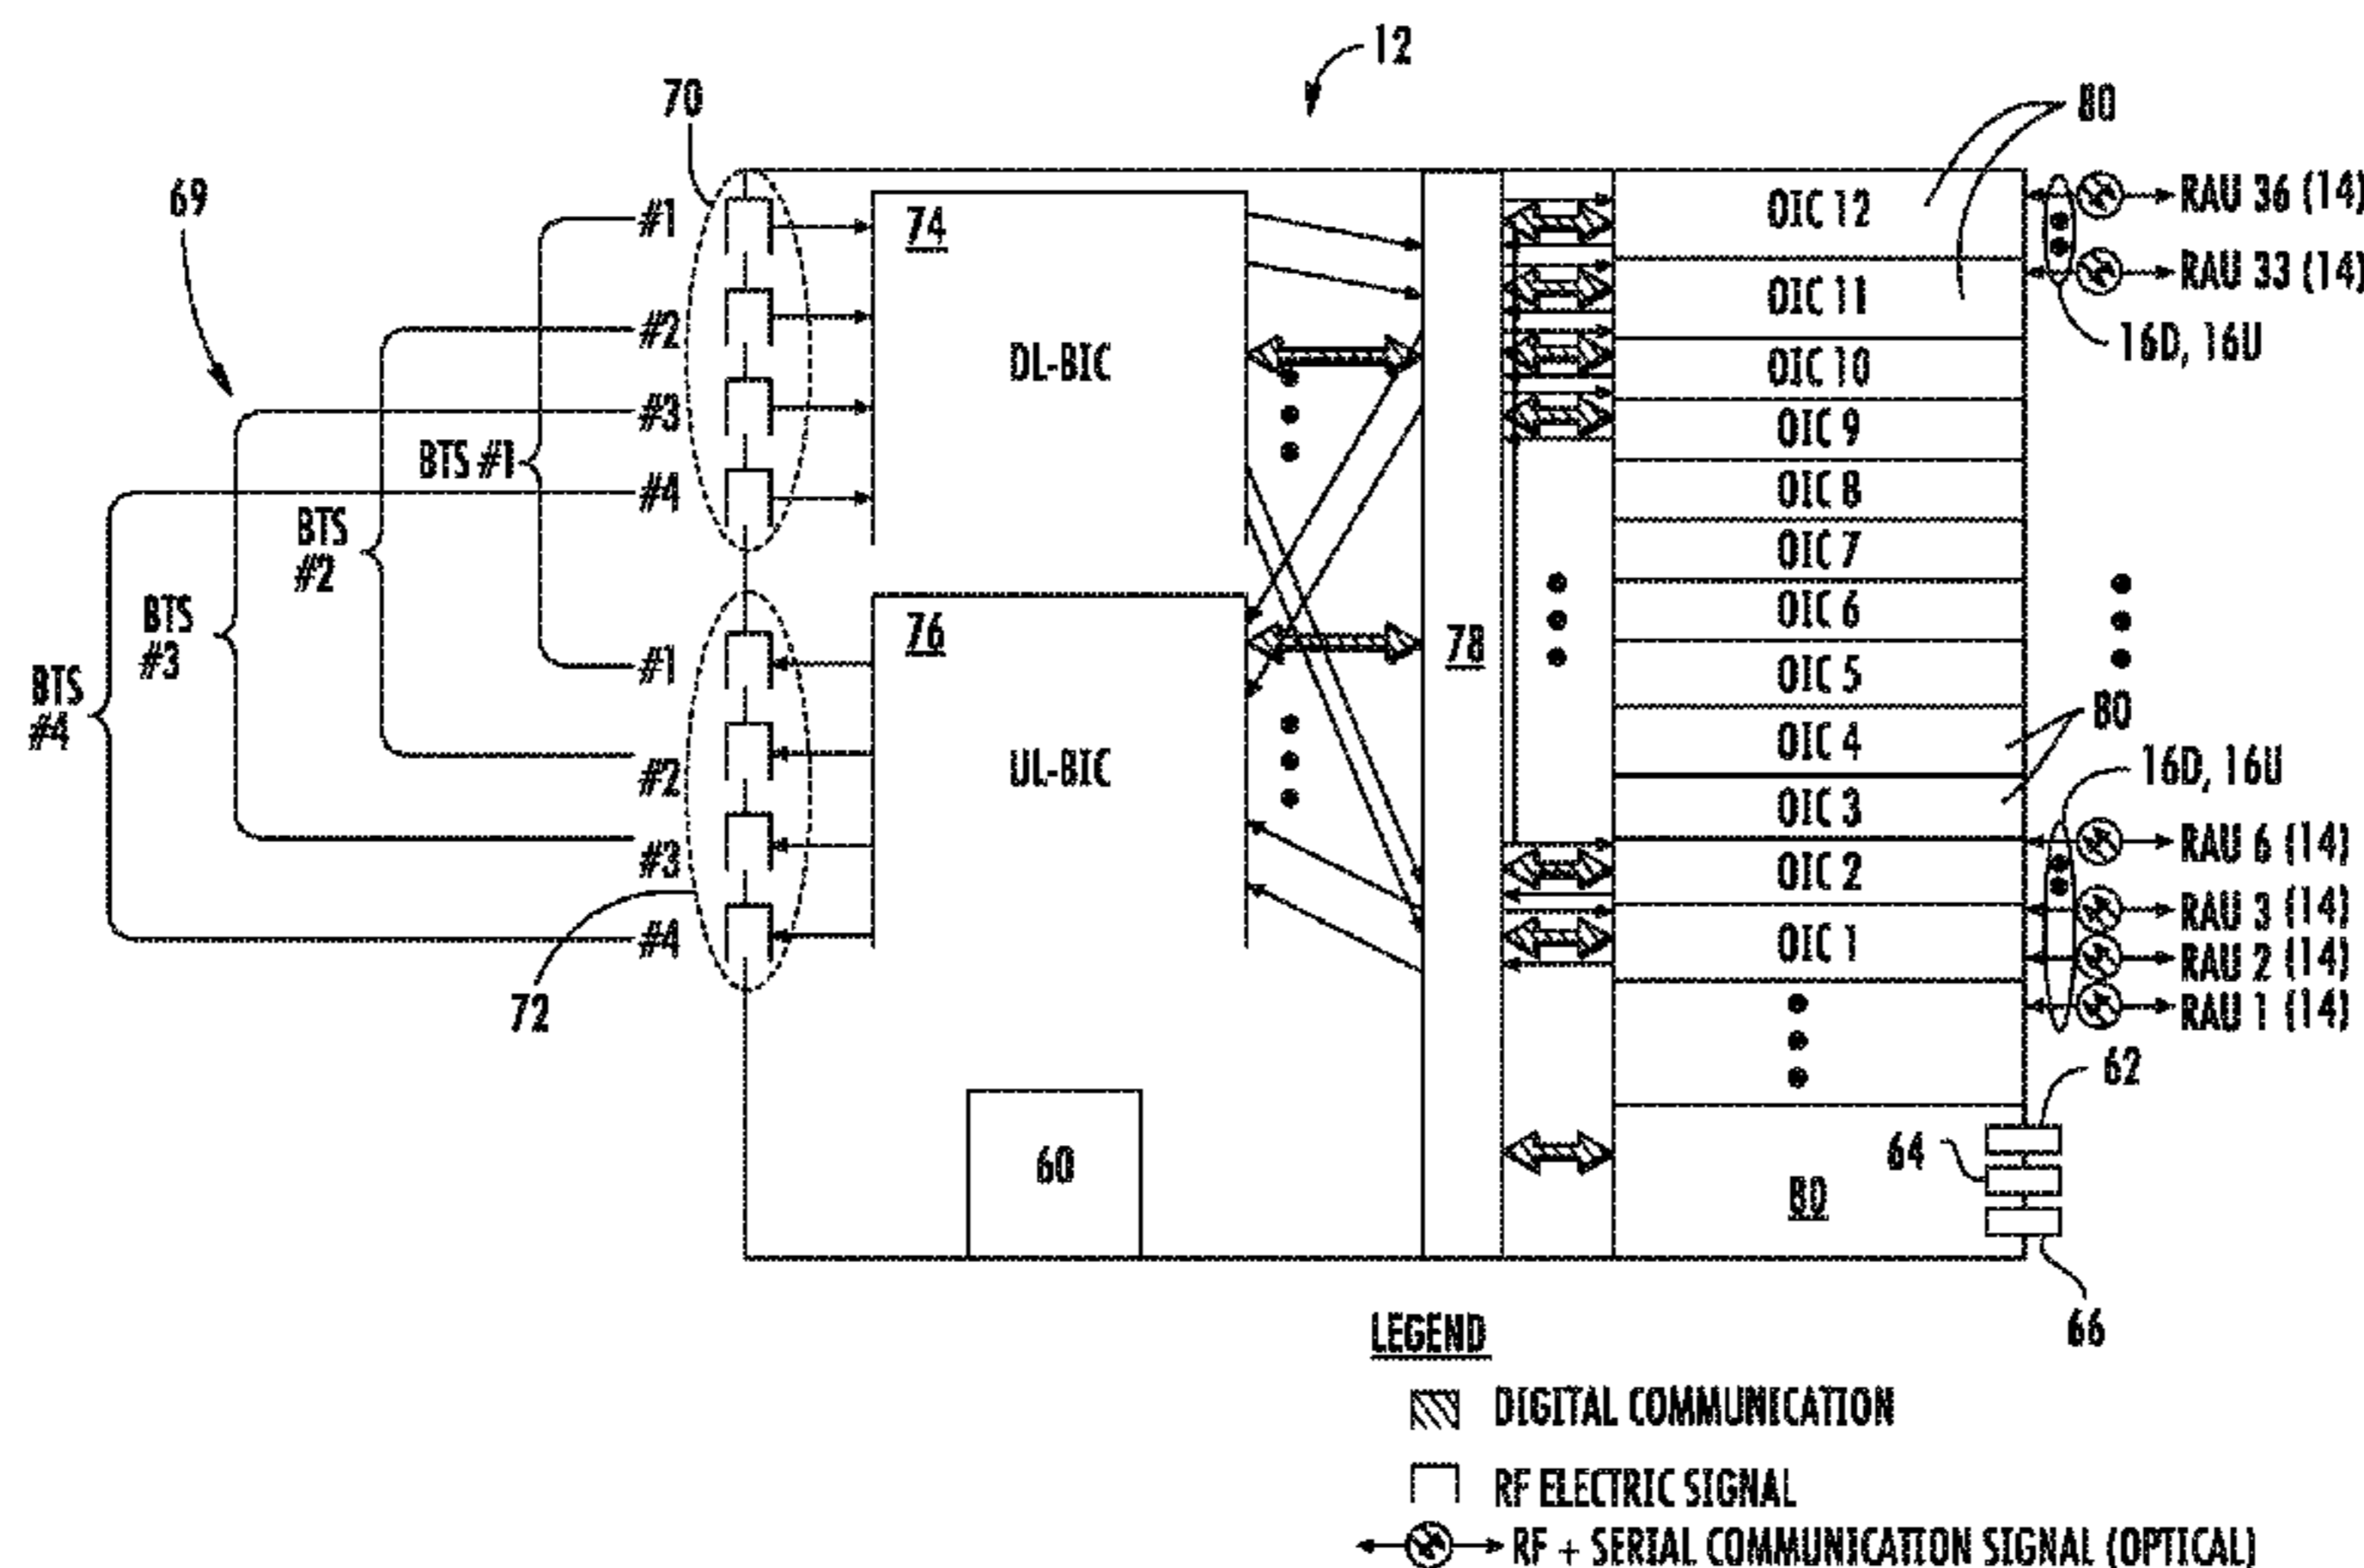 12
70
80
69
#1
74
OIC 12
RAU 36 (14)
#2
OIC 11
RAU 33 (14)
DL-BIC
16D, 16U
OIC 10
#3
OIC 9
BTS #1
#4
OIC 8
BTS
#2
OIC 7
BTS
#3
76
OIC 6
#1
78
OIC 5
BTS
#4
80
OIC 4
#2
UL-BIC
16D, 16U
OIC 3
RAU 6 (14)
#3
OIC 2
RAU 3 (14)
#4
OIC 1
RAU 2 (14)
72
RAU 1 (14)
62
64
60
80
66
LEGEND
DIGITAL COMMUNICATION
RF ELECTRIC SIGNAL
RF + SERIAL COMMUNICATION SIGNAL (OPTICAL)